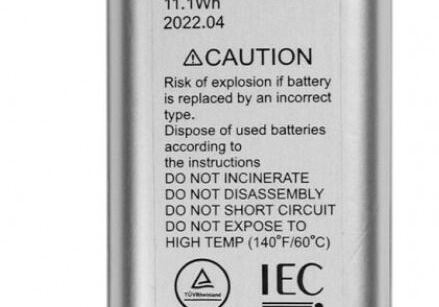 11.1Wh
2022.04
⚠CAUTION
Risk of explosion if battery
is replaced by an incorrect
type.
Dispose of used batteries
according to
the instructions
DO NOT INCINERATE
DO NOT DISASSEMBLY
DO NOT SHORT CIRCUIT
DO NOT EXPOSE TO
HIGH TEMP (140°F/60°C)
TÜVRheinland
IEC